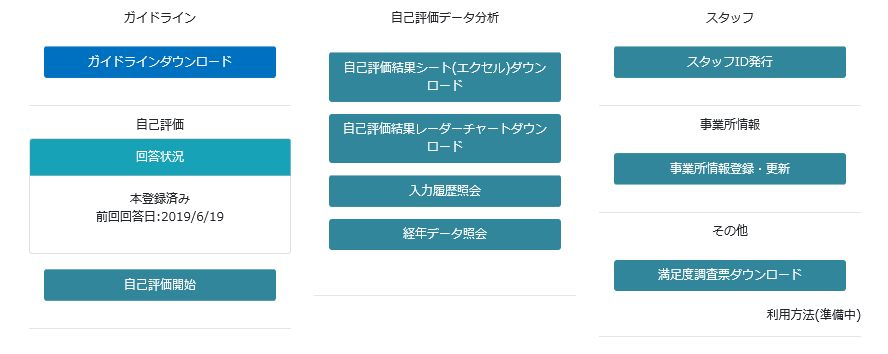 ガイドライン
ガイドラインダウンロード
自己評価
回答状況
本登録済み
前回回答日:2019/6/19
自己評価開始
自己評価データ分析
自己評価結果シート(エクセル)ダウン
ロード
自己評価結果レーダーチャートダウン
ロード
入力履歴照会
経年データ照会
スタッフ
スタッフID発行
事業所情報
事業所情報登録・更新
その他
満足度調査票ダウンロード
利用方法(準備中)